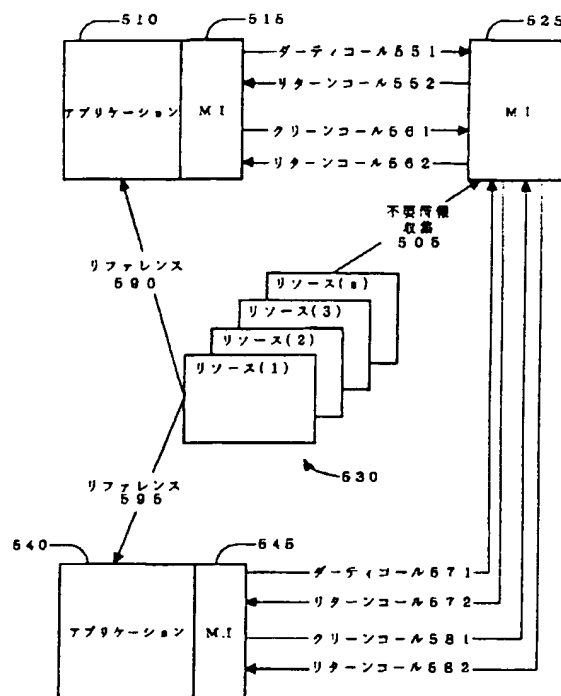 510
515
525
アプリケーション
MI
MI
ダーティコール551
リターンコール552
クリーンコール561
リターンコール562
不要情報
収集
505
リファレンス
590
リソース(n)
リソース(3)
リソース(2)
リソース(1)
530
リファレンス
595
540
545
アプリケーション
M.I
ダーティコール571
リターンコール572
クリーンコール581
リターンコール582